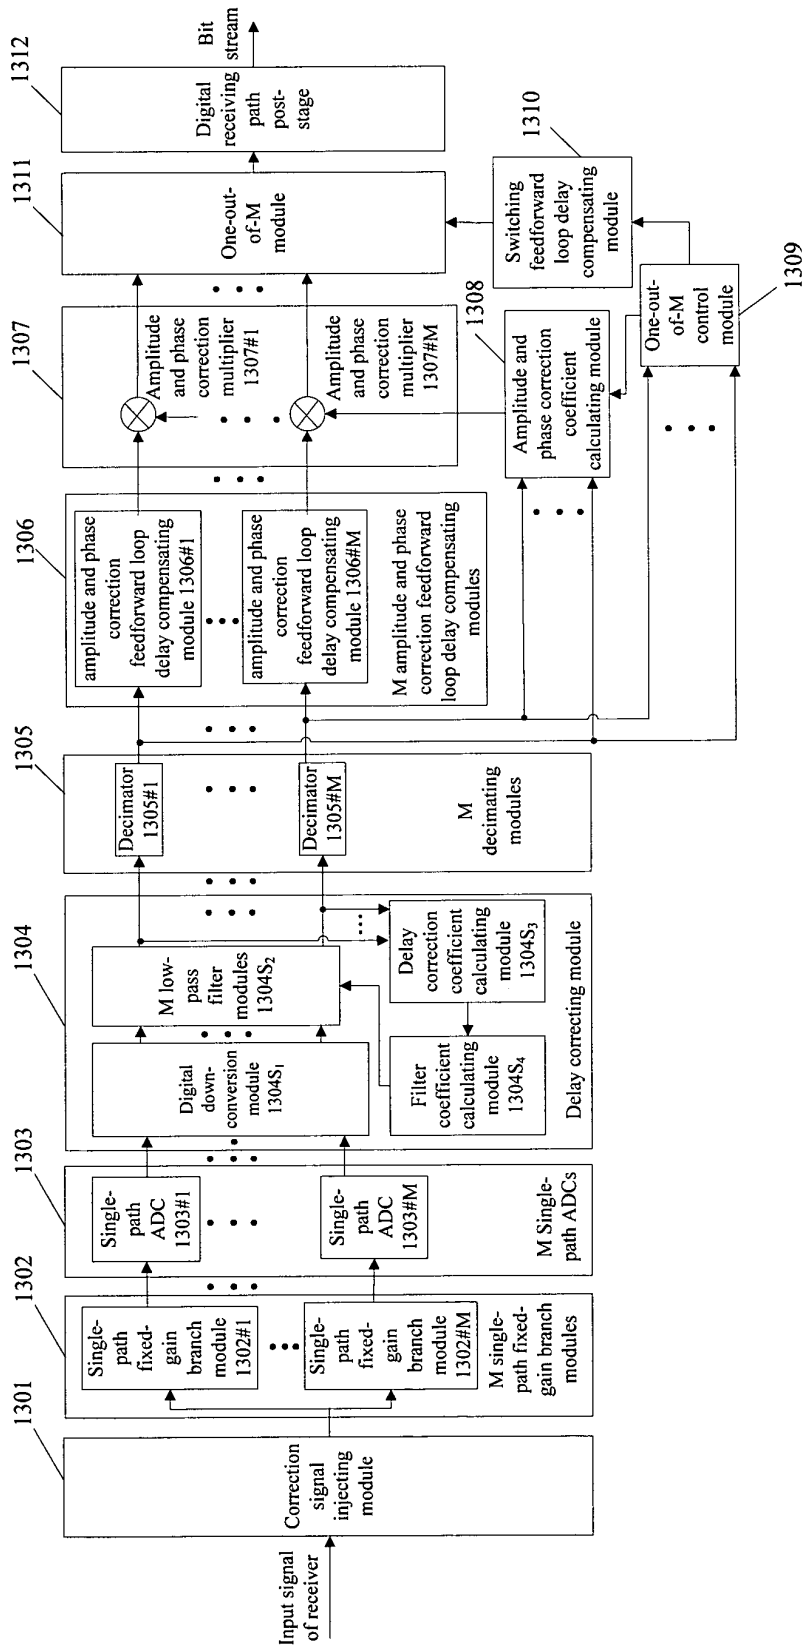 Input signal
of receiver
1301
Correction
signal
injecting
module
1302
Single-
path
fixed-
gain
branch
module
1302#1
Single-
path
fixed-
gain
branch
module
1302#M
M single-
path fixed-
gain branch
modules
1303
Single-
path
ADC
1303#1
Single-
path
ADC
1303#M
M Single-
path ADCs
1304
Digital
down-
conversion
module 1304S1
M low-
pass
filter
modules
1304S2
Delay
correction
coefficient
calculating
module
1304S3
Filter
coefficient
calculating
module
1304S4
Delay correcting module
1305
Decimator
1305#1
Decimator
1305#M
M
decimating
modules
1306
amplitude and phase
correction
feedforward loop
delay compensating
module 1306#1
amplitude and phase
correction
feedforward loop
delay compensating
module 1306#M
M amplitude and phase
correction feedforward
loop delay compensating
modules
1307
Amplitude
and phase
correction
multiplier
1307#1
Amplitude
and phase
correction
multiplier
1307#M
1308
Amplitude and
phase correction
coefficient
calculating module
1309
One-out-
of-M
control
module
1310
Switching
feedforward
loop delay
compensating
module
1311
One-out-
of-M
module
1312
Digital
receiving
path
post-
stage
Bit
stream